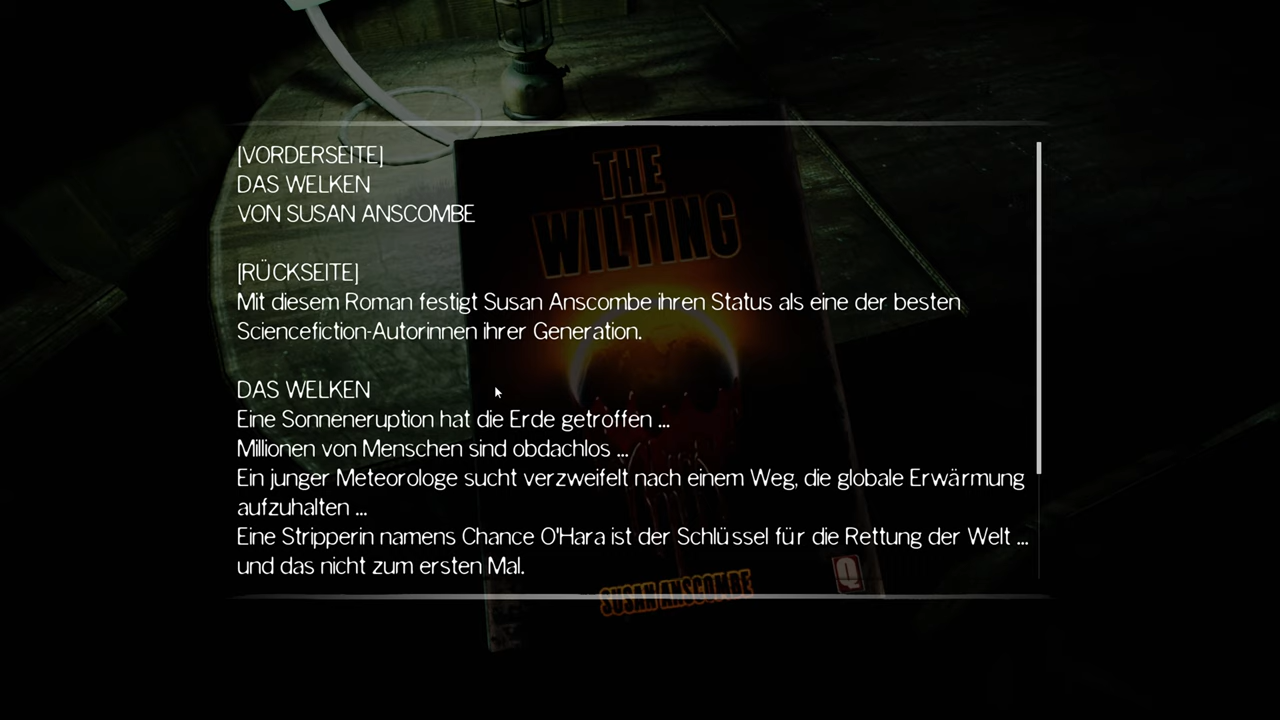 [VORDERSEITE]
DAS WELKEN
VON SUSAN ANSCOMBE
[RÜCKSEITE]
Mit diesem Roman festigt Susan Anscombe ihren Status als eine der besten
Sciencefiction-Autorinnen ihrer Generation.
DAS WELKEN
Eine Sonneneruption hat die Erde getroffen ...
Millionen von Menschen sind obdachlos ...
Ein junger Meteorologe sucht verzweifelt nach einem Weg, die globale Erwärmung
aufzuhalten ...
Eine Stripperin namens Chance O'Hara ist der Schlüssel für die Rettung der Welt ...
und das nicht zum ersten Mal.
THE
WILTING
SUSAN ANSCOMBE
Q